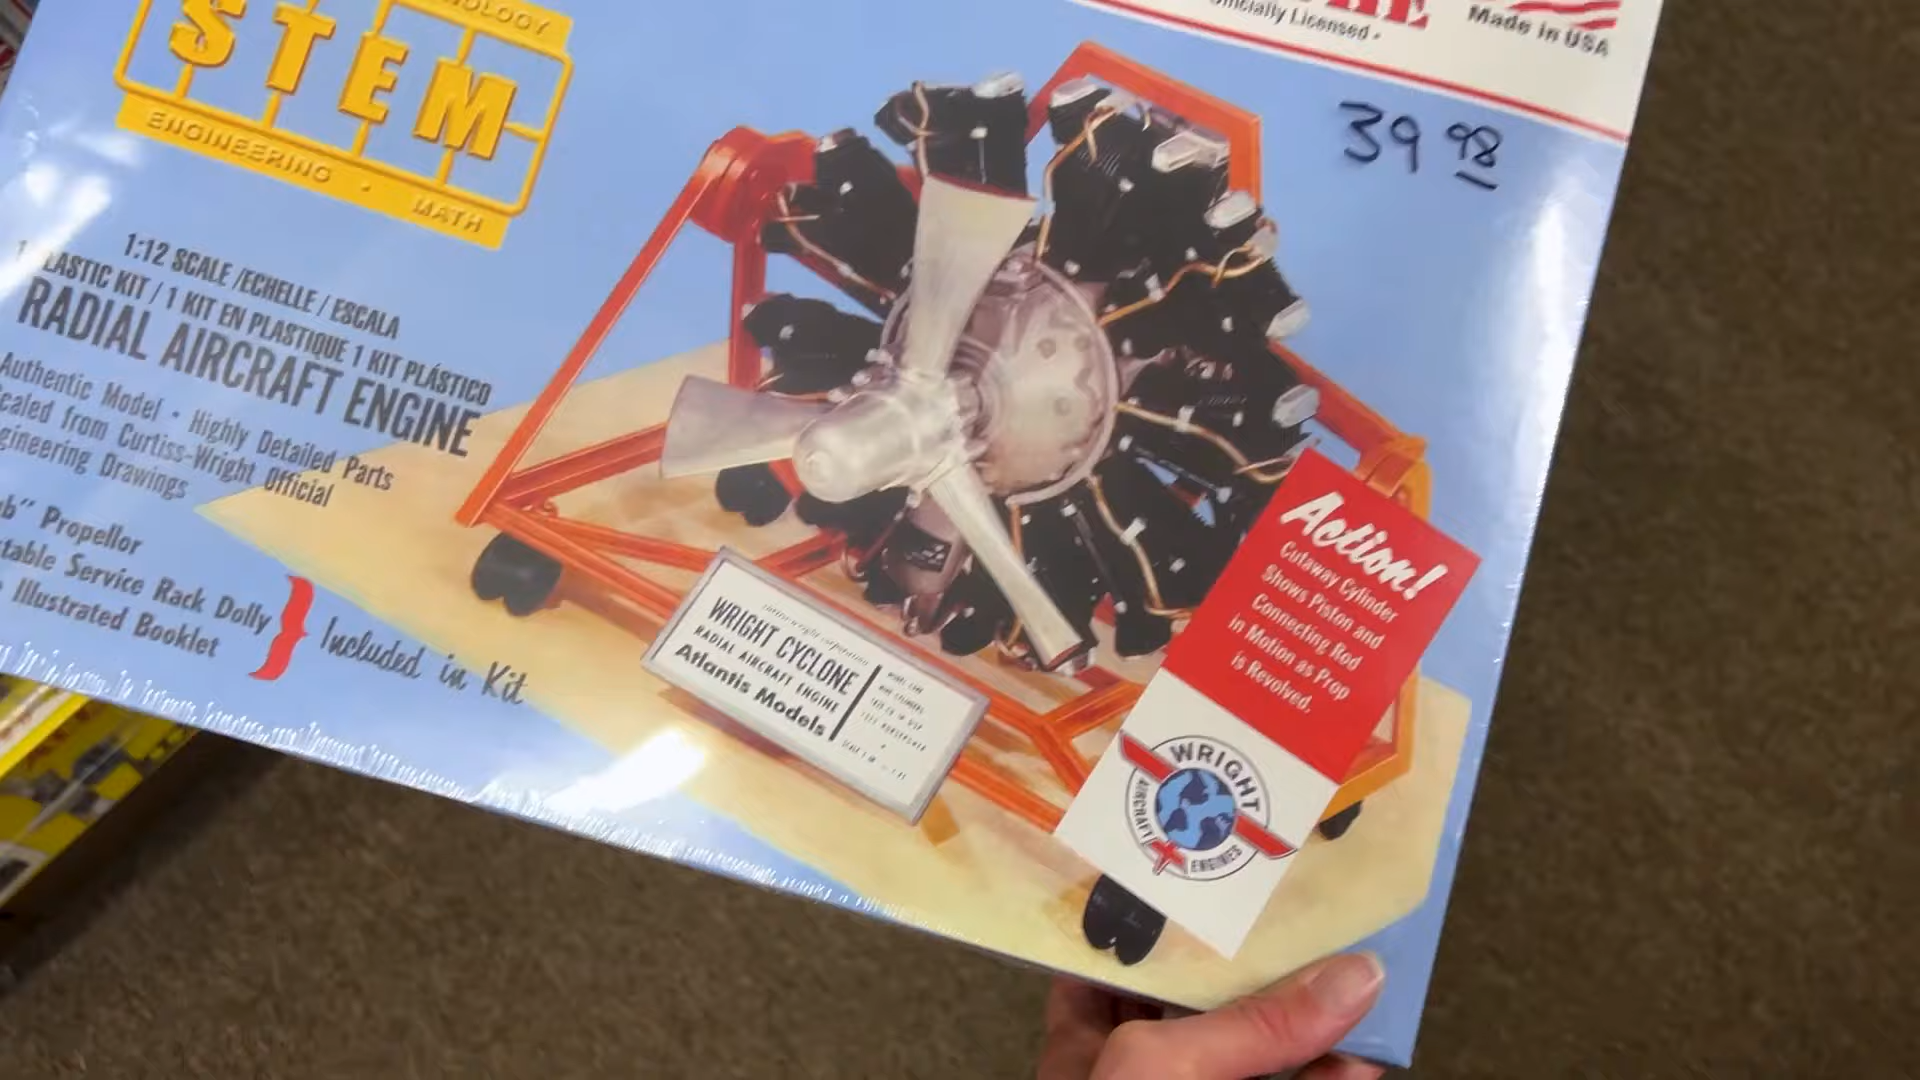 STEM
ENGINEERING • MATH
Officially Licensed •
Made in USA
39 98
1:12 SCALE /ECHELLE / ESCALA
KIT / 1 KIT EN PLASTIQUE 1 KIT PLÁSTICO
RADIAL AIRCRAFT ENGINE
Authentic Model • Highly Detailed Parts
from Curtiss-Wright Official
Drawings
Propellor
Service Rack Dolly
Illustrated Booklet
Included in Kit
WRIGHT CYCLONE
RADIAL AIRCRAFT ENGINE
Atlantis Models
Action!
Cutaway Cylinder
Shows Piston and
Connecting Rod
in Motion as Prop
is Revolved.
WRIGHT
AIRCRAFT
ENGINES